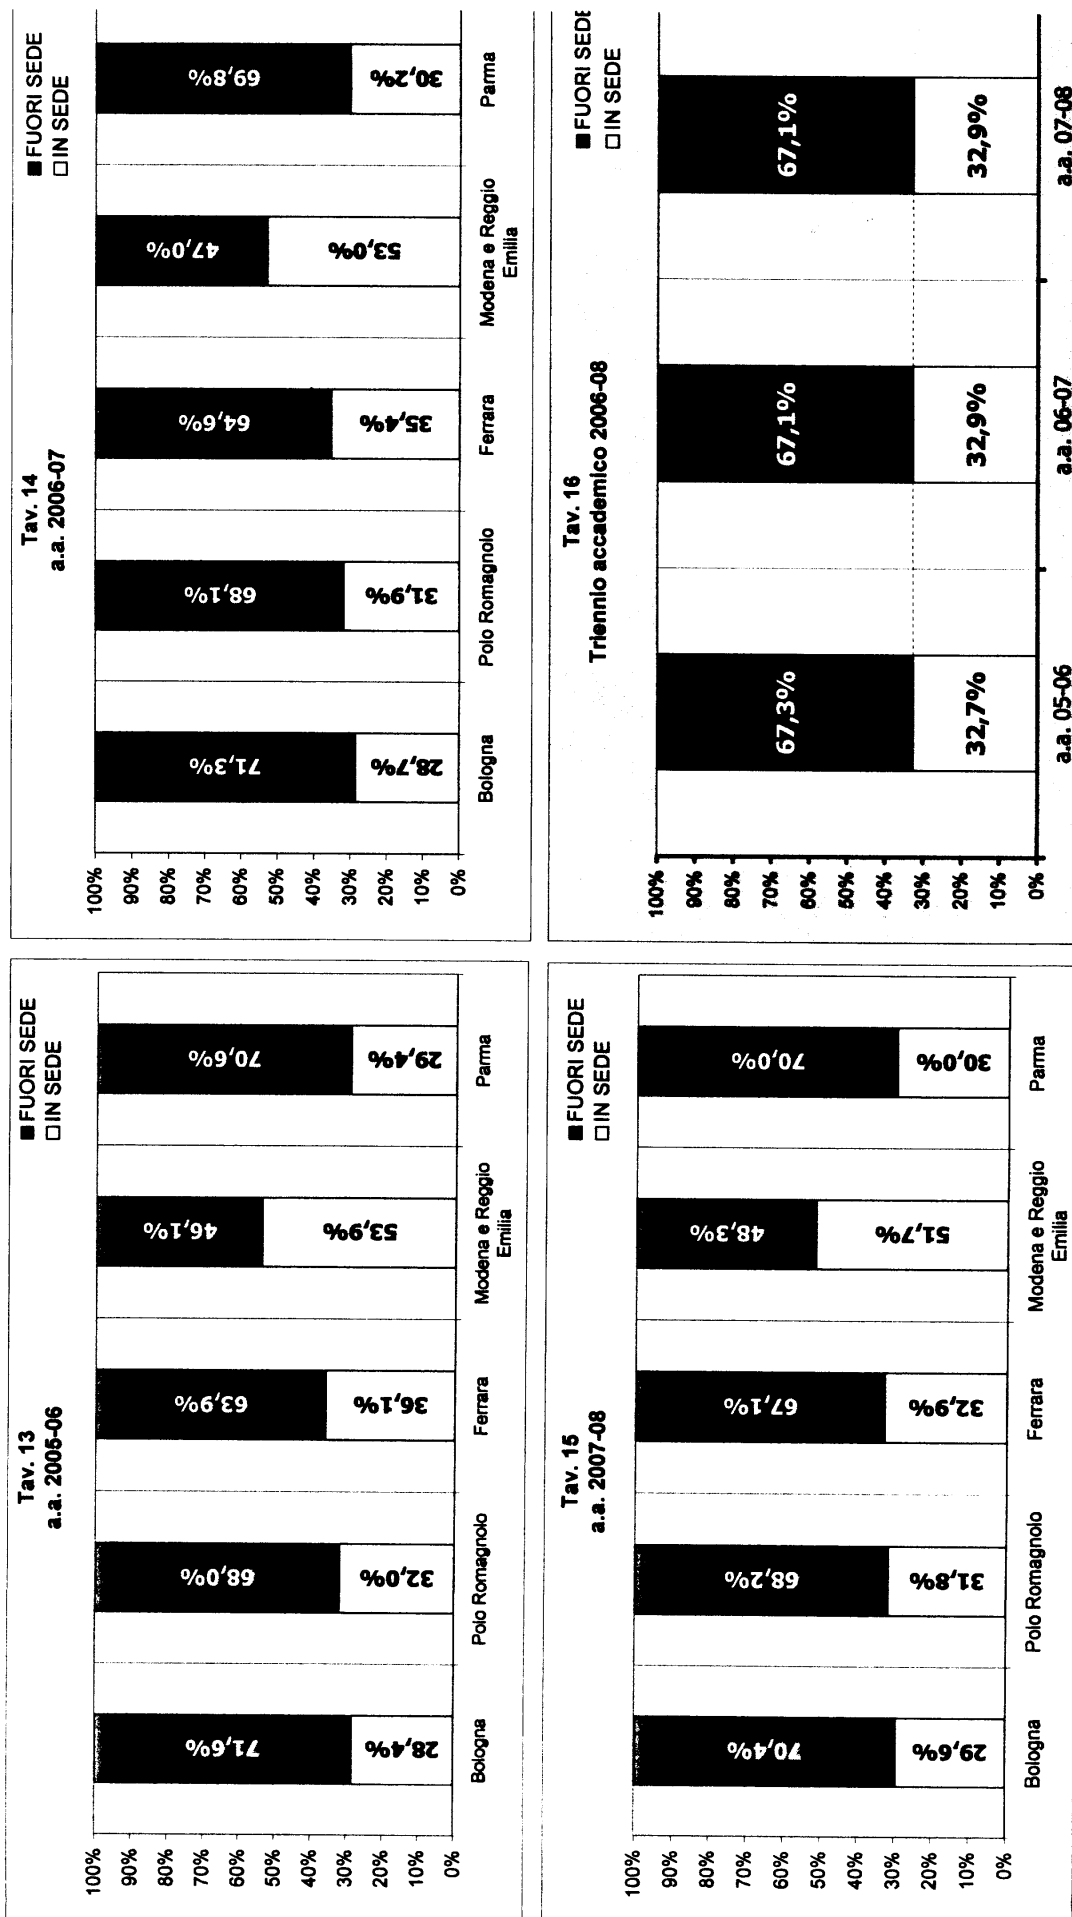 Tav. 13
a.a. 2005-06
■ FUORI SEDE
□ IN SEDE
100%
90%
80%
70%
60%
50%
40%
30%
20%
10%
0%
71,6%
28,4%
68,0%
32,0%
63,9%
36,1%
46,1%
53,9%
70,6%
29,4%
Bologna
Polo Romagnolo
Ferrara
Modena e Reggio
Emilia
Parma
Tav. 14
a.a. 2006-07
■ FUORI SEDE
□ IN SEDE
100%
90%
80%
70%
60%
50%
40%
30%
20%
10%
0%
71,3%
28,7%
68,1%
31,9%
64,6%
35,4%
47,0%
53,0%
69,8%
30,2%
Bologna
Polo Romagnolo
Ferrara
Modena e Reggio
Emilia
Parma
Tav. 15
a.a. 2007-08
■ FUORI SEDE
□ IN SEDE
100%
90%
80%
70%
60%
50%
40%
30%
20%
10%
0%
70,4%
29,6%
68,2%
31,8%
67,1%
32,9%
48,3%
51,7%
70,0%
30,0%
Bologna
Polo Romagnolo
Ferrara
Modena e Reggio
Emilia
Parma
Tav. 16
Triennio accademico 2006-08
■ FUORI SEDE
□ IN SEDE
100%
90%
80%
70%
60%
50%
40%
30%
20%
10%
0%
67,3%
32,7%
67,1%
32,9%
67,1%
32,9%
a.a. 05-06
a.a. 06-07
a.a. 07-08